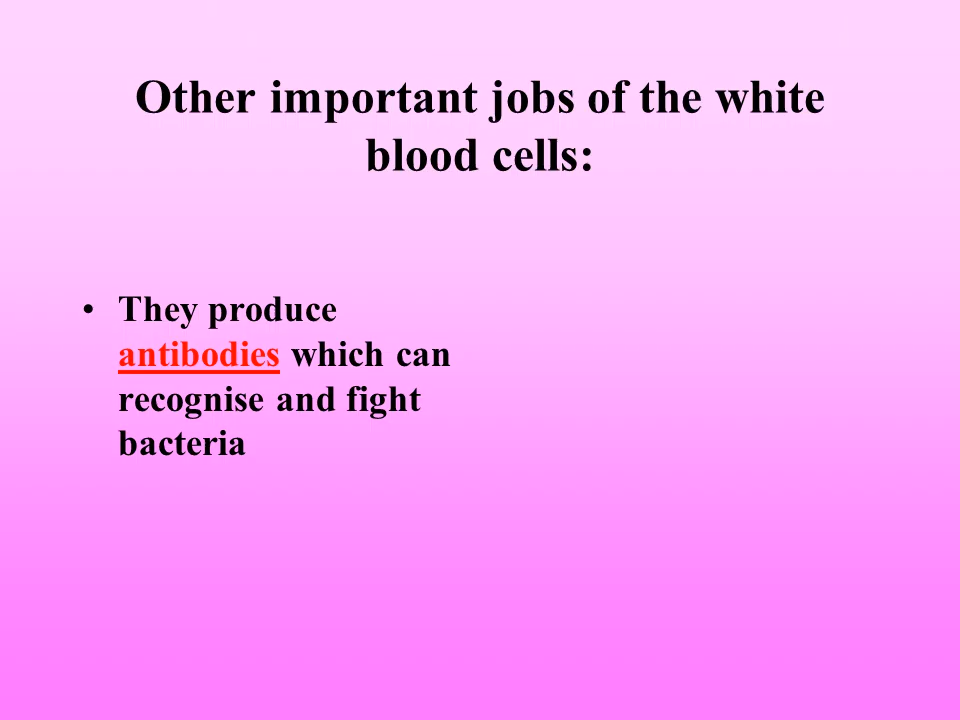 Other important jobs of the white
blood cells:
• They produce
antibodies which can
recognise and fight
bacteria